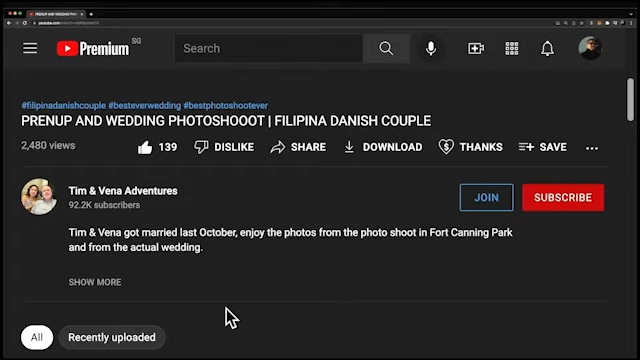 PRENUP AND WEDDING PHO
youtube.com
Premium SG
Search
#filipinadanishcouple #besteverwedding #bestphotoshootever
PRENUP AND WEDDING PHOTOSHOOOT | FILIPINA DANISH COUPLE
2,480 views
139 DISLIKE SHARE DOWNLOAD THANKS SAVE
Tim & Vena Adventures
92.2K subscribers
JOIN SUBSCRIBE
Tim & Vena got married last October, enjoy the photos from the photo shoot in Fort Canning Park
and from the actual wedding.
SHOW MORE
All Recently uploaded